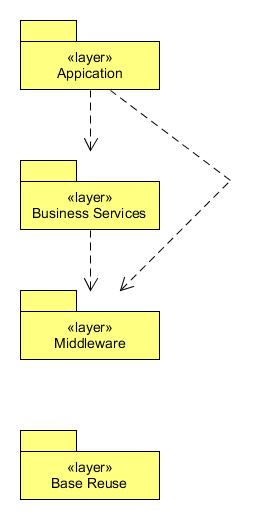 «layer»
Appication
«layer»
Business Services
«layer»
Middleware
«layer»
Base Reuse